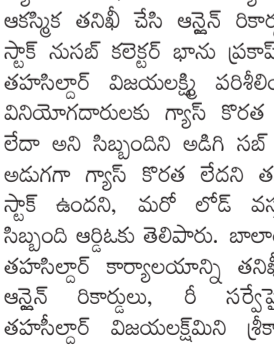 ఆకస్మిక తనిఖీ చేసి ఆన్లైన్ రికార్డు
స్టాక్ నుసబ్ కలెక్టర్ భాను ప్రకాష్
తహసిల్దార్ విజయలక్ష్మి పరిశీలిం
వినియోగదారులకు గ్యాస్ కొరత
లేదా అని సిబ్బందిని అడిగి సబ్
అడుగగా గ్యాస్ కొరత లేదని త
స్టాక్ ఉందని, మరో లోడ్ వస్త
సిబ్బంది ఆర్డిఓకు తెలిపారు. బాలా
తహసిల్దార్ కార్యాలయాన్ని తనిఖీ
ఆన్లైన్ రికార్డులు, రీ సర్వేపై
తహసీల్దార్ విజయలక్ష్మిని శ్రీకా